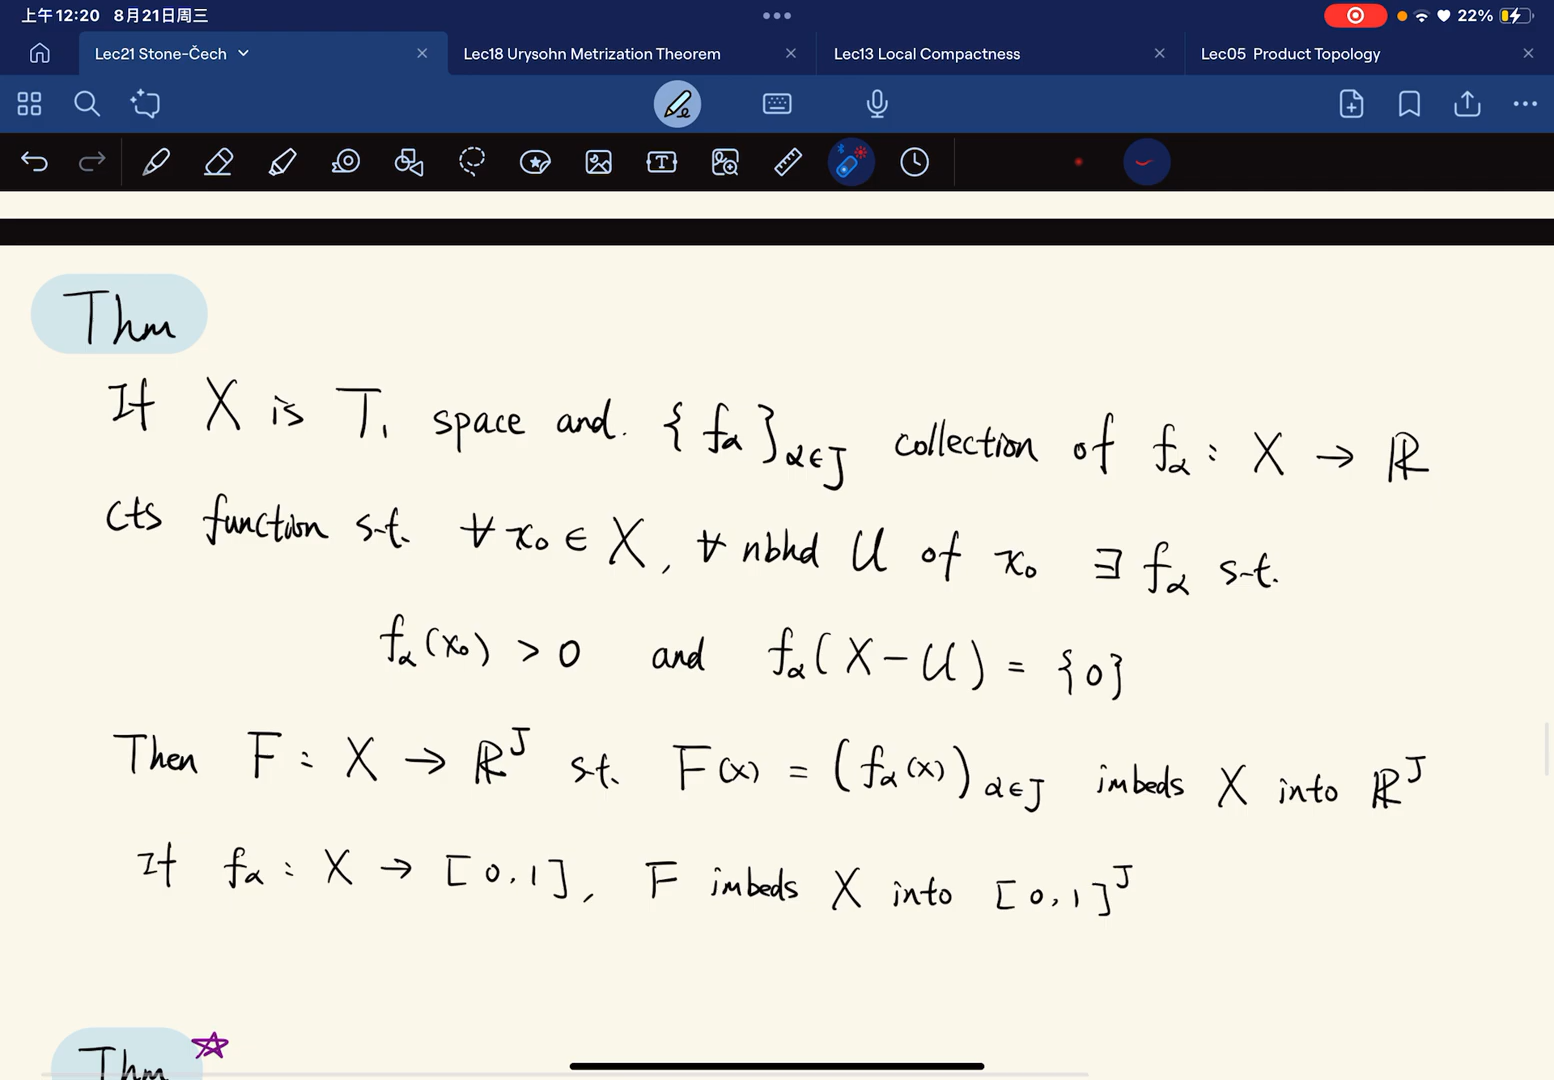 上午12:20 8月21日周三
22%
Lec21 Stone-Čech
Lec18 Urysohn Metrization Theorem
Lec13 Local Compactness
Lec05 Product Topology
Thm
If X is T₁ space and. {fα}α∈J collection of fα : X → ℝ
cts function s-t. ∀ x₀ ∈ X, ∀ nbhd U of x₀ ∃ fα s-t.
fα(x₀) > 0 and fα(X − U) = {0}
Then F : X → ℝᴶ s.t. F(x) = (fα(x))α∈J imbeds X into ℝᴶ
If fα : X → [0,1], F imbeds X into [0,1]ᴶ
Thm